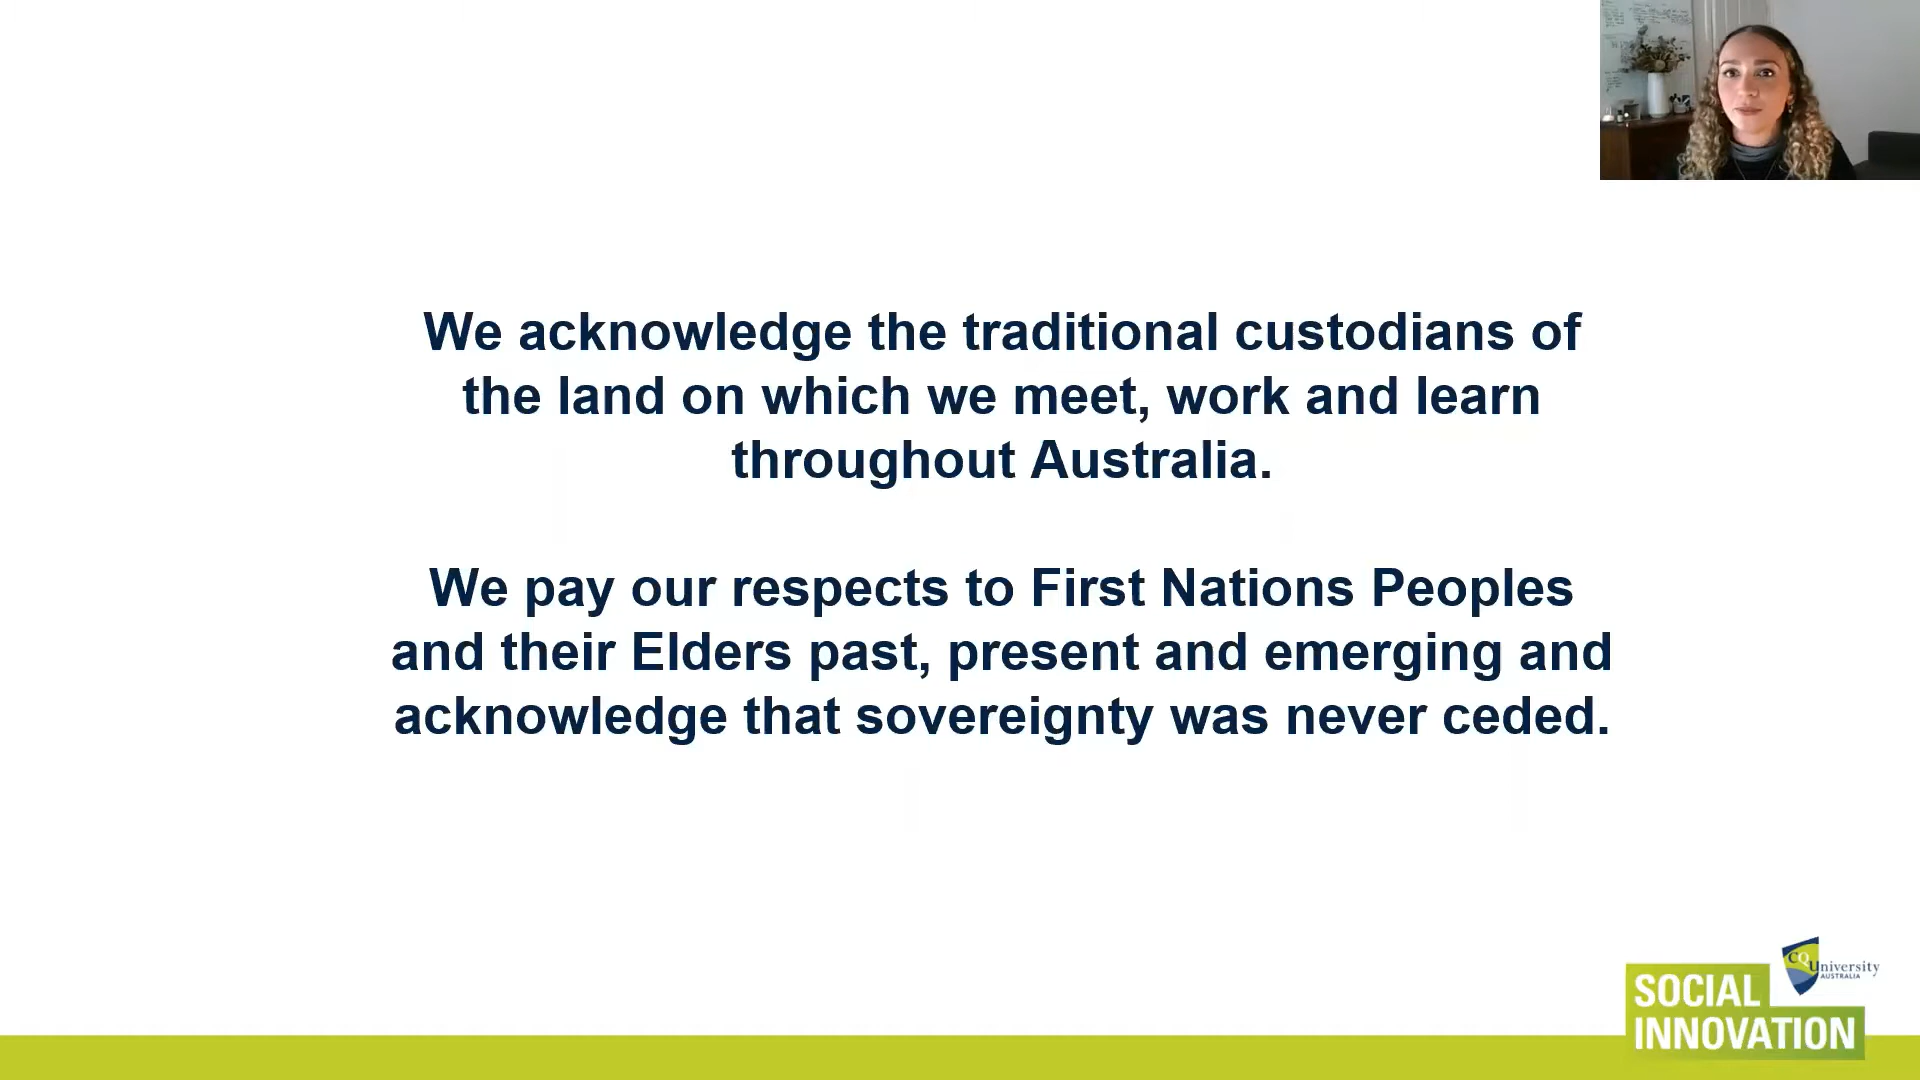 We acknowledge the traditional custodians of
the land on which we meet, work and learn
throughout Australia.
We pay our respects to First Nations Peoples
and their Elders past, present and emerging and
acknowledge that sovereignty was never ceded.
CQUniversity
AUSTRALIA
SOCIAL
INNOVATION